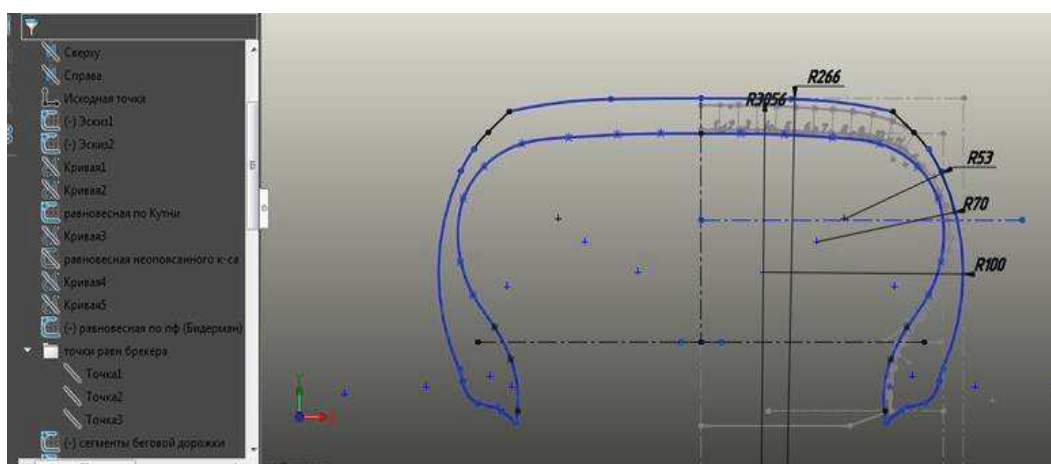 Сверху
Справа
Исходная точка
(-) Эскиз1
(-) Эскиз2
Кривая1
Кривая2
равновесная по Кутни
Кривая3
равновесная неопоясанного к-са
Кривая4
Кривая5
(-) равновесная по пф (Бидерман)
точки равн брекера
Точка1
Точка2
Точка3
(-) сегменты беговой дорожки
R266
R3056
R53
R70
R100